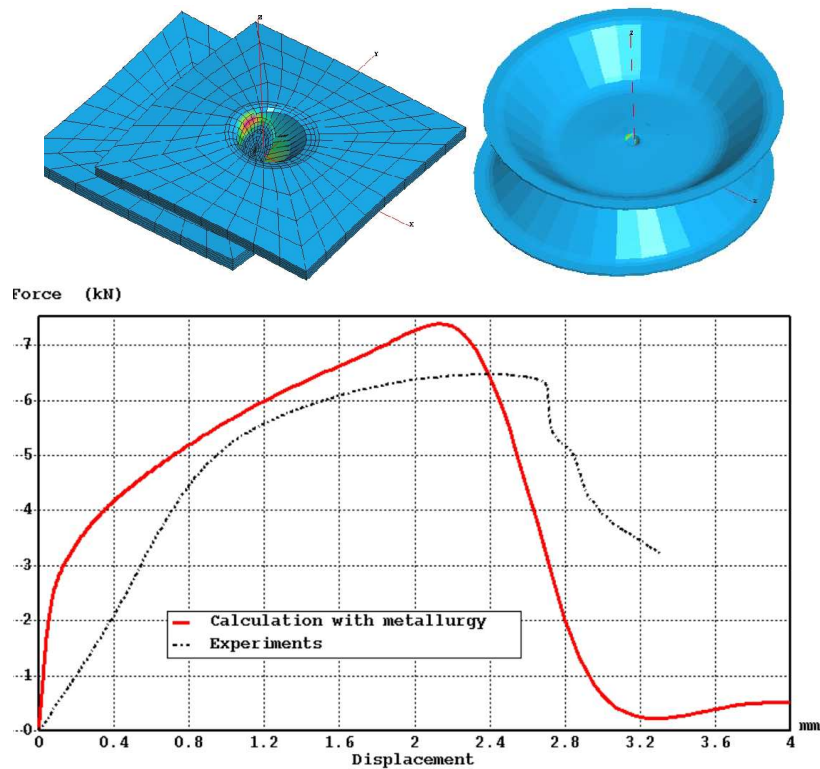 z
Y
X
z
x
Force (kN)
7
6
5
4
3
2
1
0
Calculation with metallurgy
Experiments
0 0.4 0.8 1.2 1.6 2 2.4 2.8 3.2 3.6 4
mm
Displacement